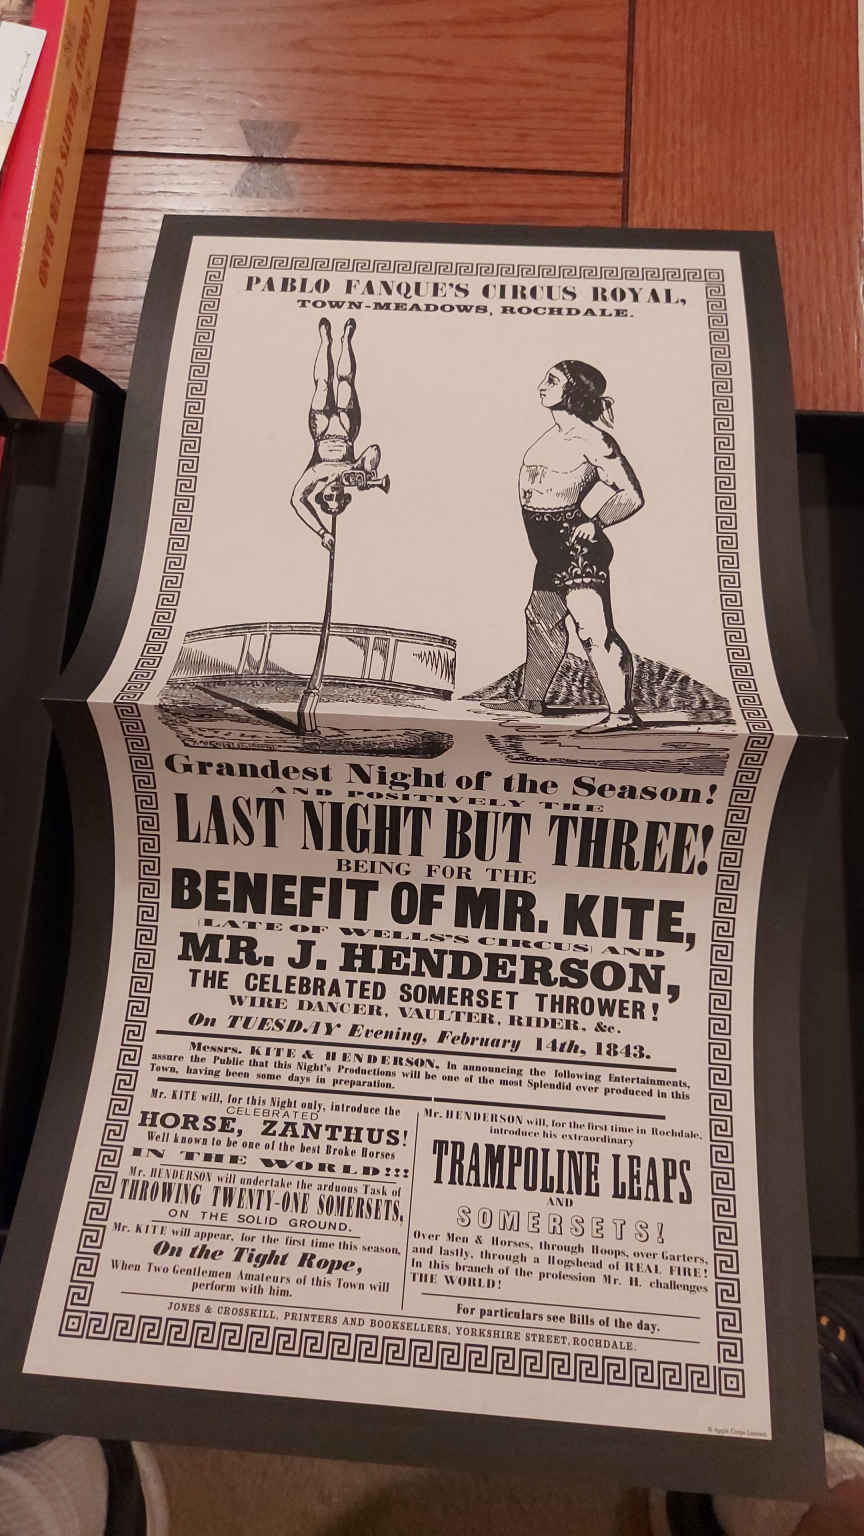 HEARTS CLUB BAND
PABLO FANQUE'S CIRCUS ROYAL,
TOWN-MEADOWS, ROCHDALE.
Grandest Night of the Season!
AND POSITIVELY THE
LAST NIGHT BUT THREE!
BEING FOR THE
BENEFIT OF MR. KITE,
(LATE OF WELLS'S CIRCUS) AND
MR. J. HENDERSON,
THE CELEBRATED SOMERSET THROWER!
WIRE DANCER, VAULTER, RIDER, &c.
On TUESDAY Evening, February 14th, 1843.
Messrs. KITE & HENDERSON, In announcing the following Entertainments,
assure the Public that this Night's Productions will be one of the most Splendid ever produced in this
Town, having been some days in preparation.
Mr. KITE will, for this Night only, introduce the
CELEBRATED
HORSE, ZANTHUS!
Well known to be one of the best Broke Horses
IN THE WORLD!!!
Mr. HENDERSON will undertake the arduous Task of
THROWING TWENTY-ONE SOMERSETS,
ON THE SOLID GROUND.
Mr. KITE will appear, for the first time this season,
On the Tight Rope,
When Two Gentlemen Amateurs of this Town will
perform with him.
Mr. HENDERSON will, for the first time in Rochdale,
introduce his extraordinary
TRAMPOLINE LEAPS
AND
SOMERSETS!
Over Men & Horses, through Hoops, over Garters,
and lastly, through a Hogshead of REAL FIRE!
In this branch of the profession Mr. H. challenges
THE WORLD!
For particulars see Bills of the day.
JONES & CROSSKILL, PRINTERS AND BOOKSELLERS, YORKSHIRE STREET, ROCHDALE.
© Apple Corps Limited.